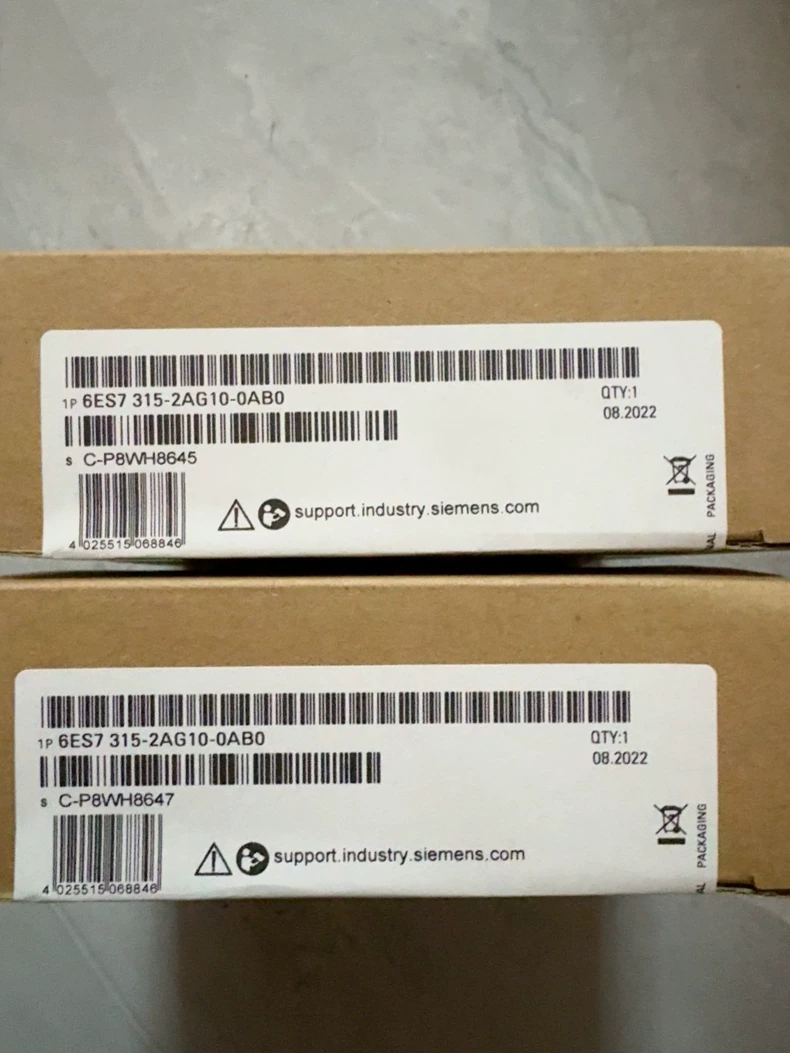 1P 6ES7 315-2AG10-0AB0
QTY:1
08.2022
S C-P8WH8645
support.industry.siemens.com
4 025515 068846
PACKAGING
1P 6ES7 315-2AG10-0AB0
QTY:1
08.2022
S C-P8WH8647
support.industry.siemens.com
4 025515 068846
PACKAGING